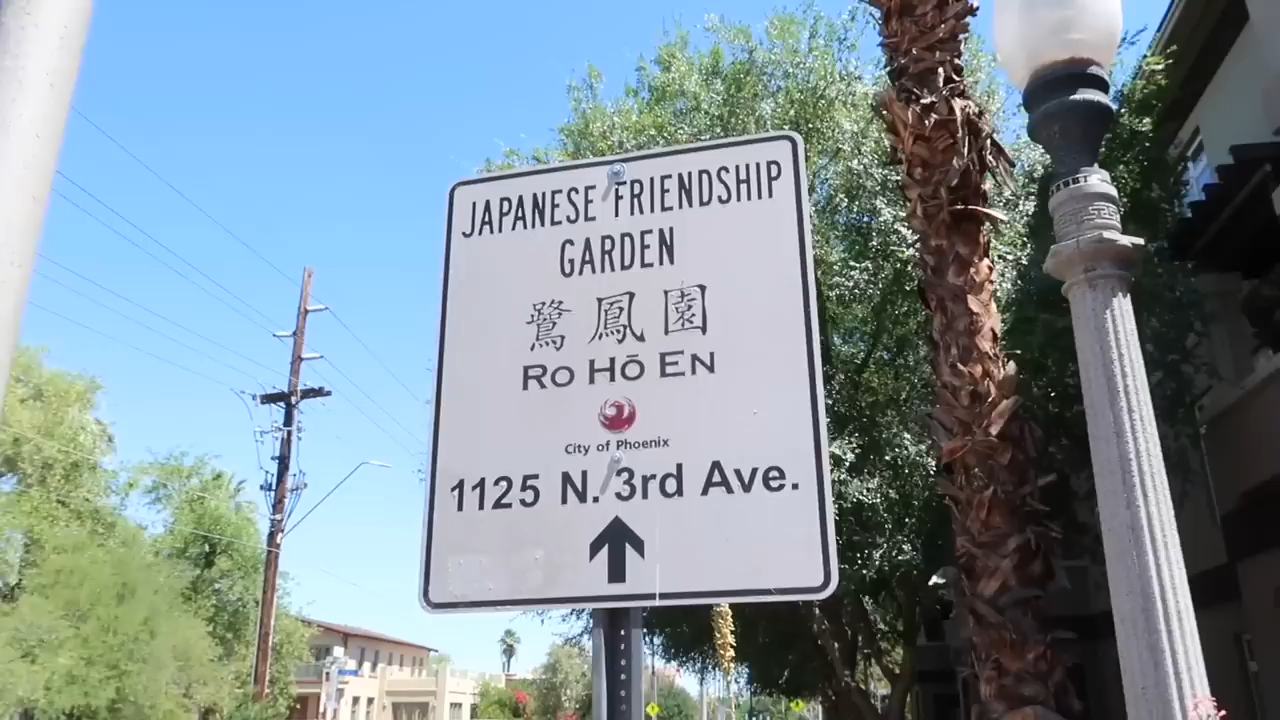 JAPANESE FRIENDSHIP
GARDEN
鷺鳳園
RO HŌ EN
City of Phoenix
1125 N. 3rd Ave.